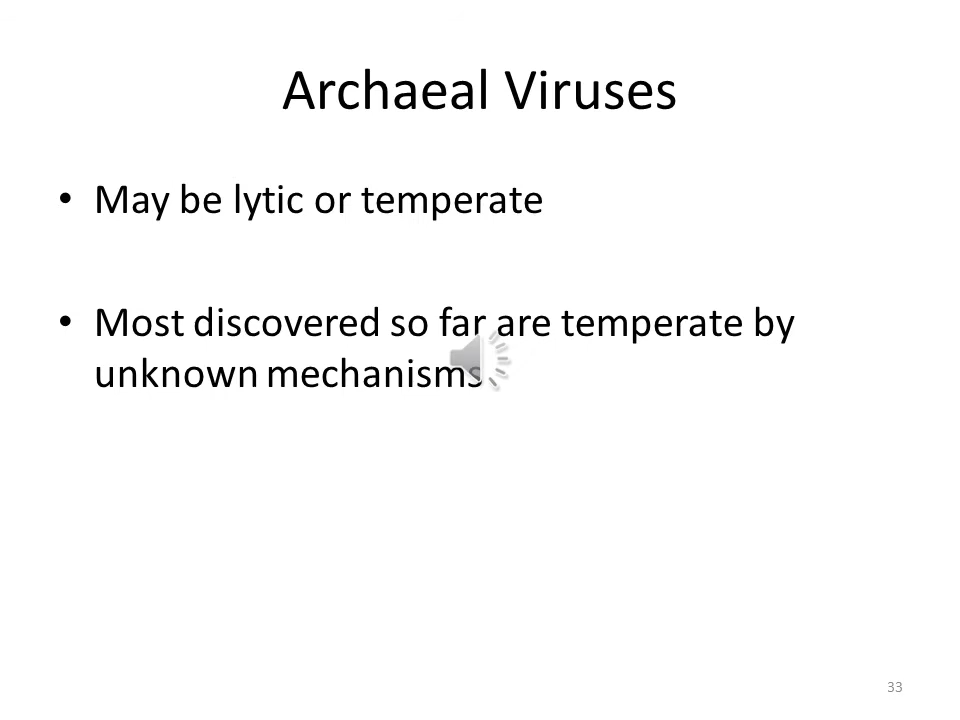 Archaeal Viruses
• May be lytic or temperate
• Most discovered so far are temperate by
unknown mechanisms
33